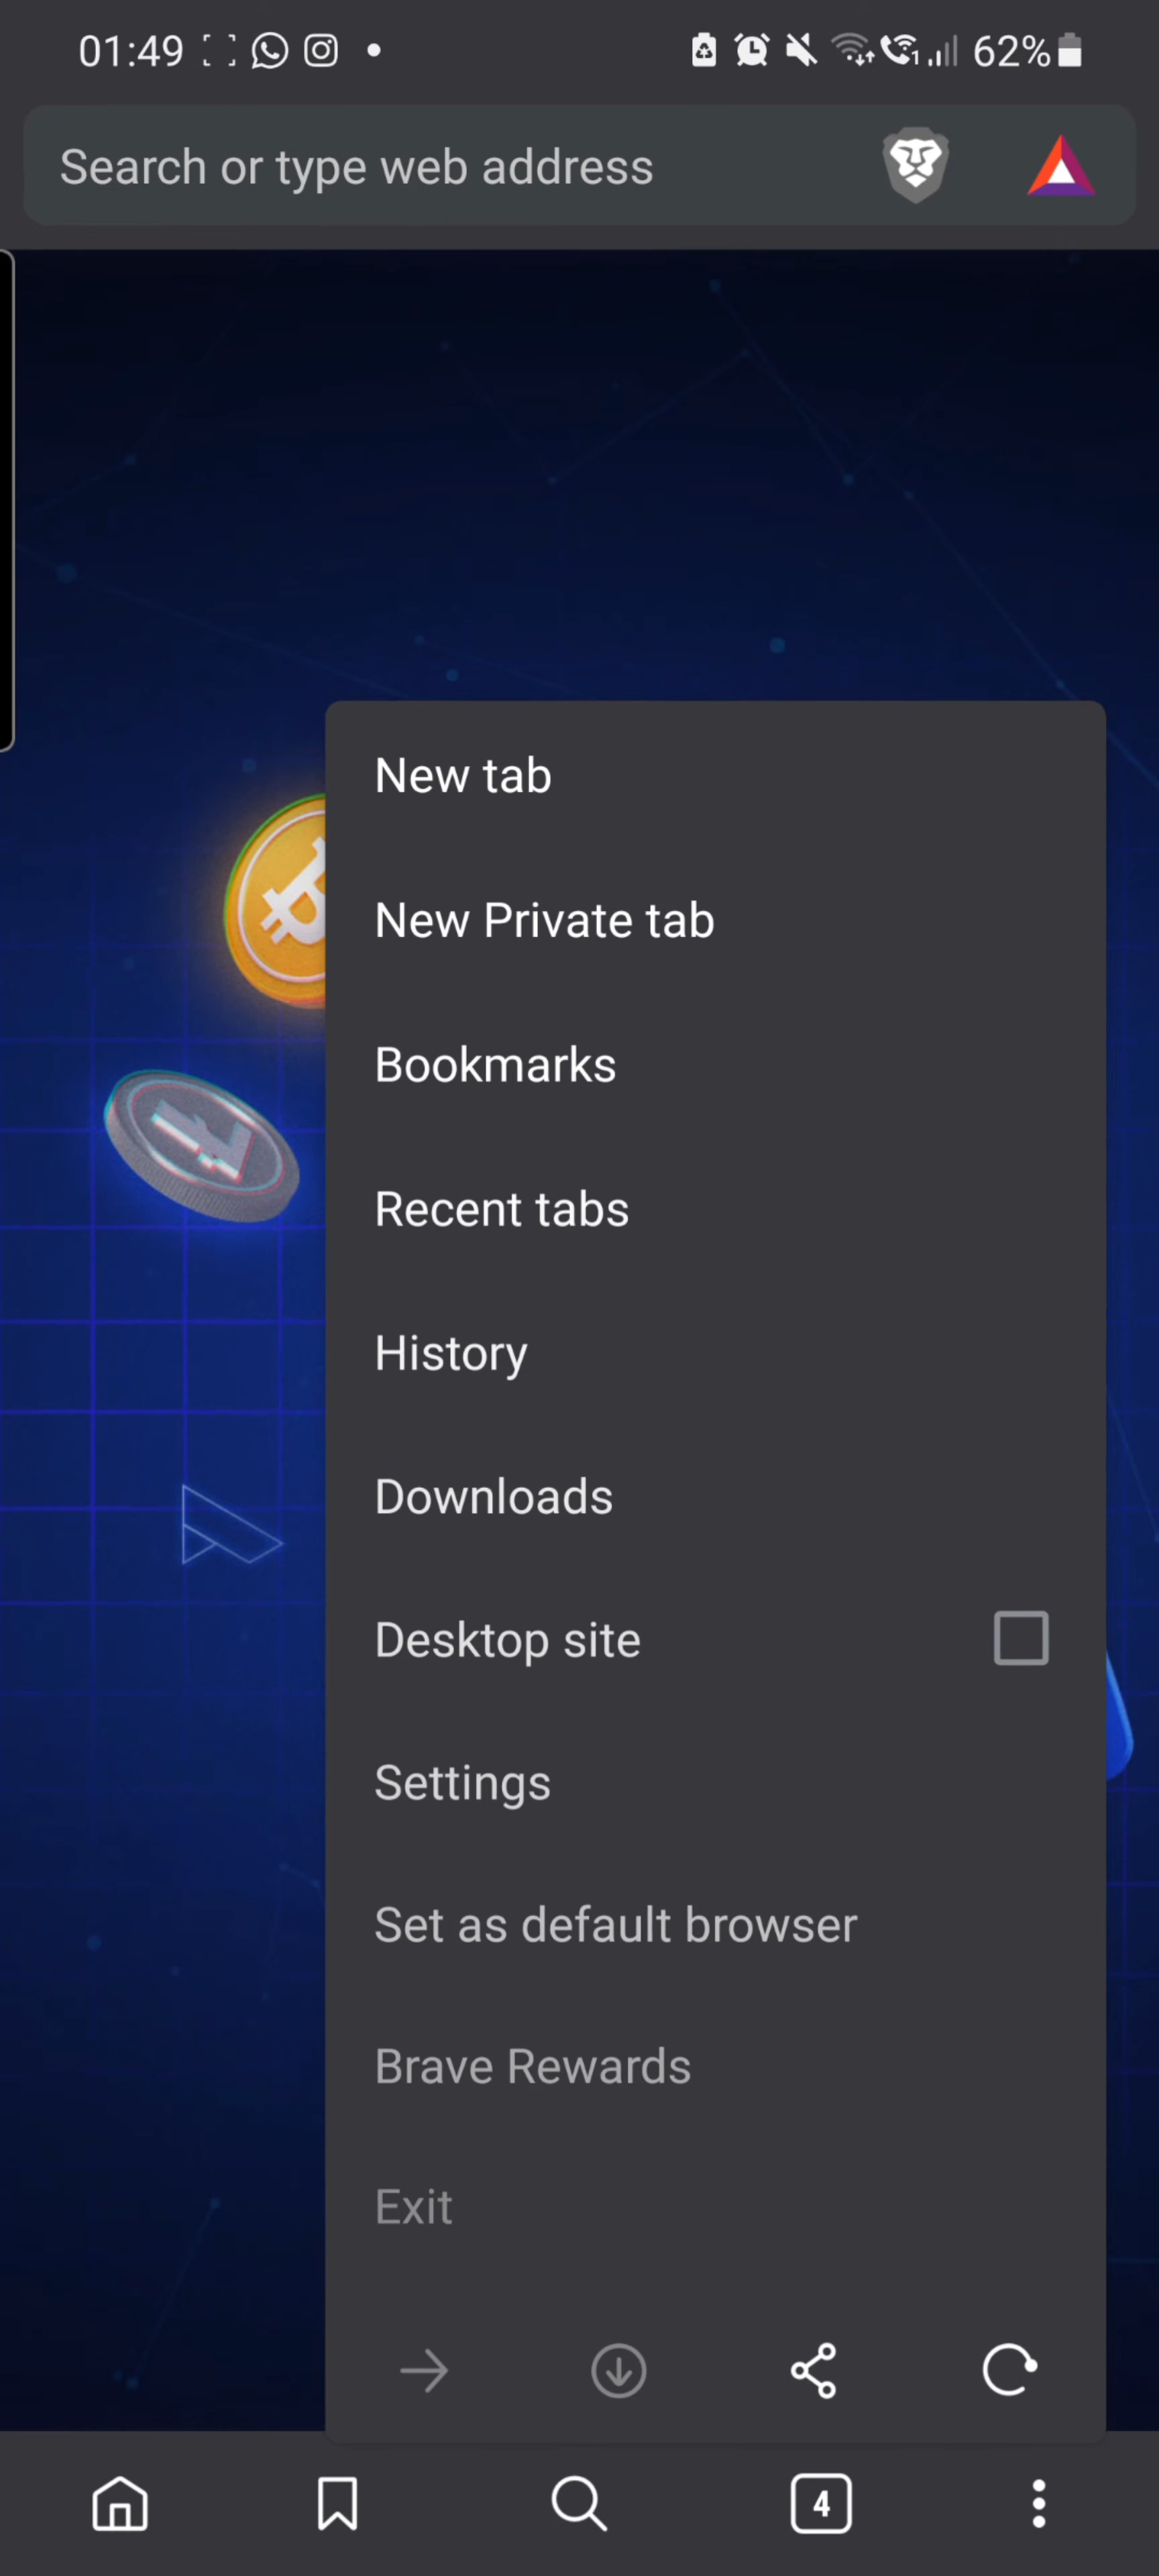 01:49
62%
Search or type web address
New tab
New Private tab
Bookmarks
Recent tabs
History
Downloads
Desktop site
Settings
Set as default browser
Brave Rewards
Exit
4